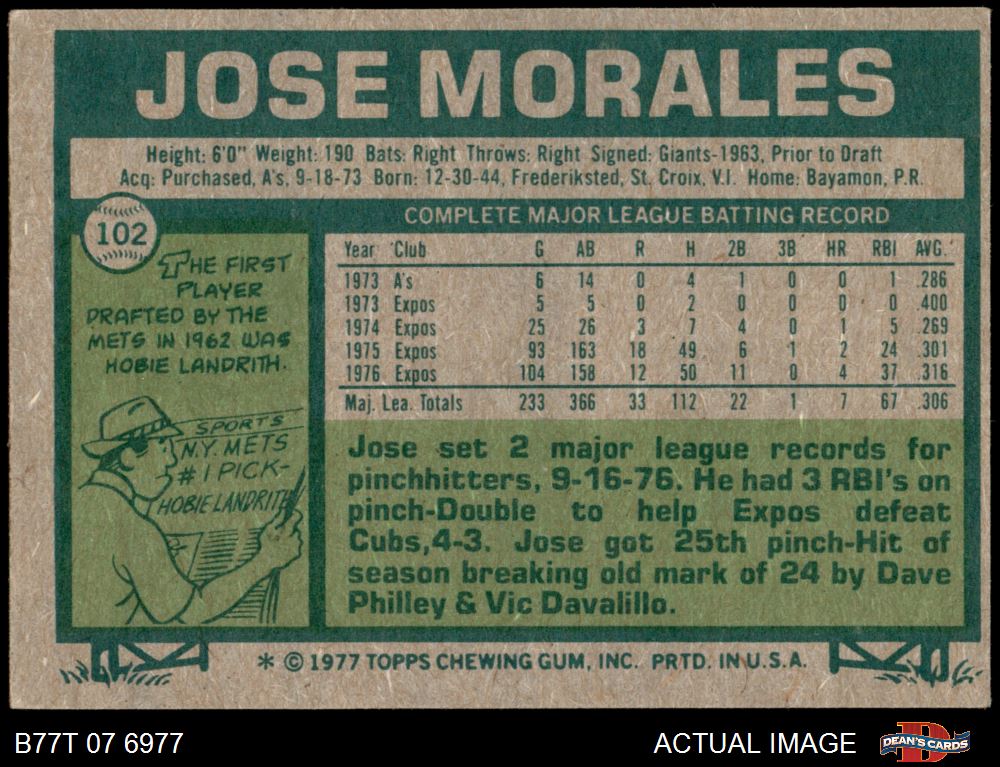 JOSE MORALES
Height: 6'0" Weight: 190 Bats: Right Throws: Right Signed: Giants-1963, Prior to Draft
Acq: Purchased, A's, 9-18-73 Born: 12-30-44, Frederiksted, St. Croix, V.I. Home: Bayamon, P.R.
102
THE FIRST
PLAYER
DRAFTED BY THE
METS IN 1962 WAS
HOBIE LANDRITH.
SPORTS
N.Y. METS
#1 PICK-
HOBIE LANDRITH
COMPLETE MAJOR LEAGUE BATTING RECORD
Year Club G AB R H 2B 3B HR RBI AVG.
1973 A's 6 14 0 4 1 0 0 1 .286
1973 Expos 5 5 0 2 0 0 0 0 .400
1974 Expos 25 26 3 7 4 0 1 5 .269
1975 Expos 93 163 18 49 6 1 2 24 .301
1976 Expos 104 158 12 50 11 0 4 37 .316
Maj. Lea. Totals 233 366 33 112 22 1 7 67 .306
Jose set 2 major league records for
pinchhitters, 9-16-76. He had 3 RBI's on
pinch-Double to help Expos defeat
Cubs,4-3. Jose got 25th pinch-Hit of
season breaking old mark of 24 by Dave
Philley & Vic Davalillo.
* © 1977 TOPPS CHEWING GUM, INC. PRTD. IN U.S.A.
B77T 07 6977
ACTUAL IMAGE
D
DEAN'S CARDS